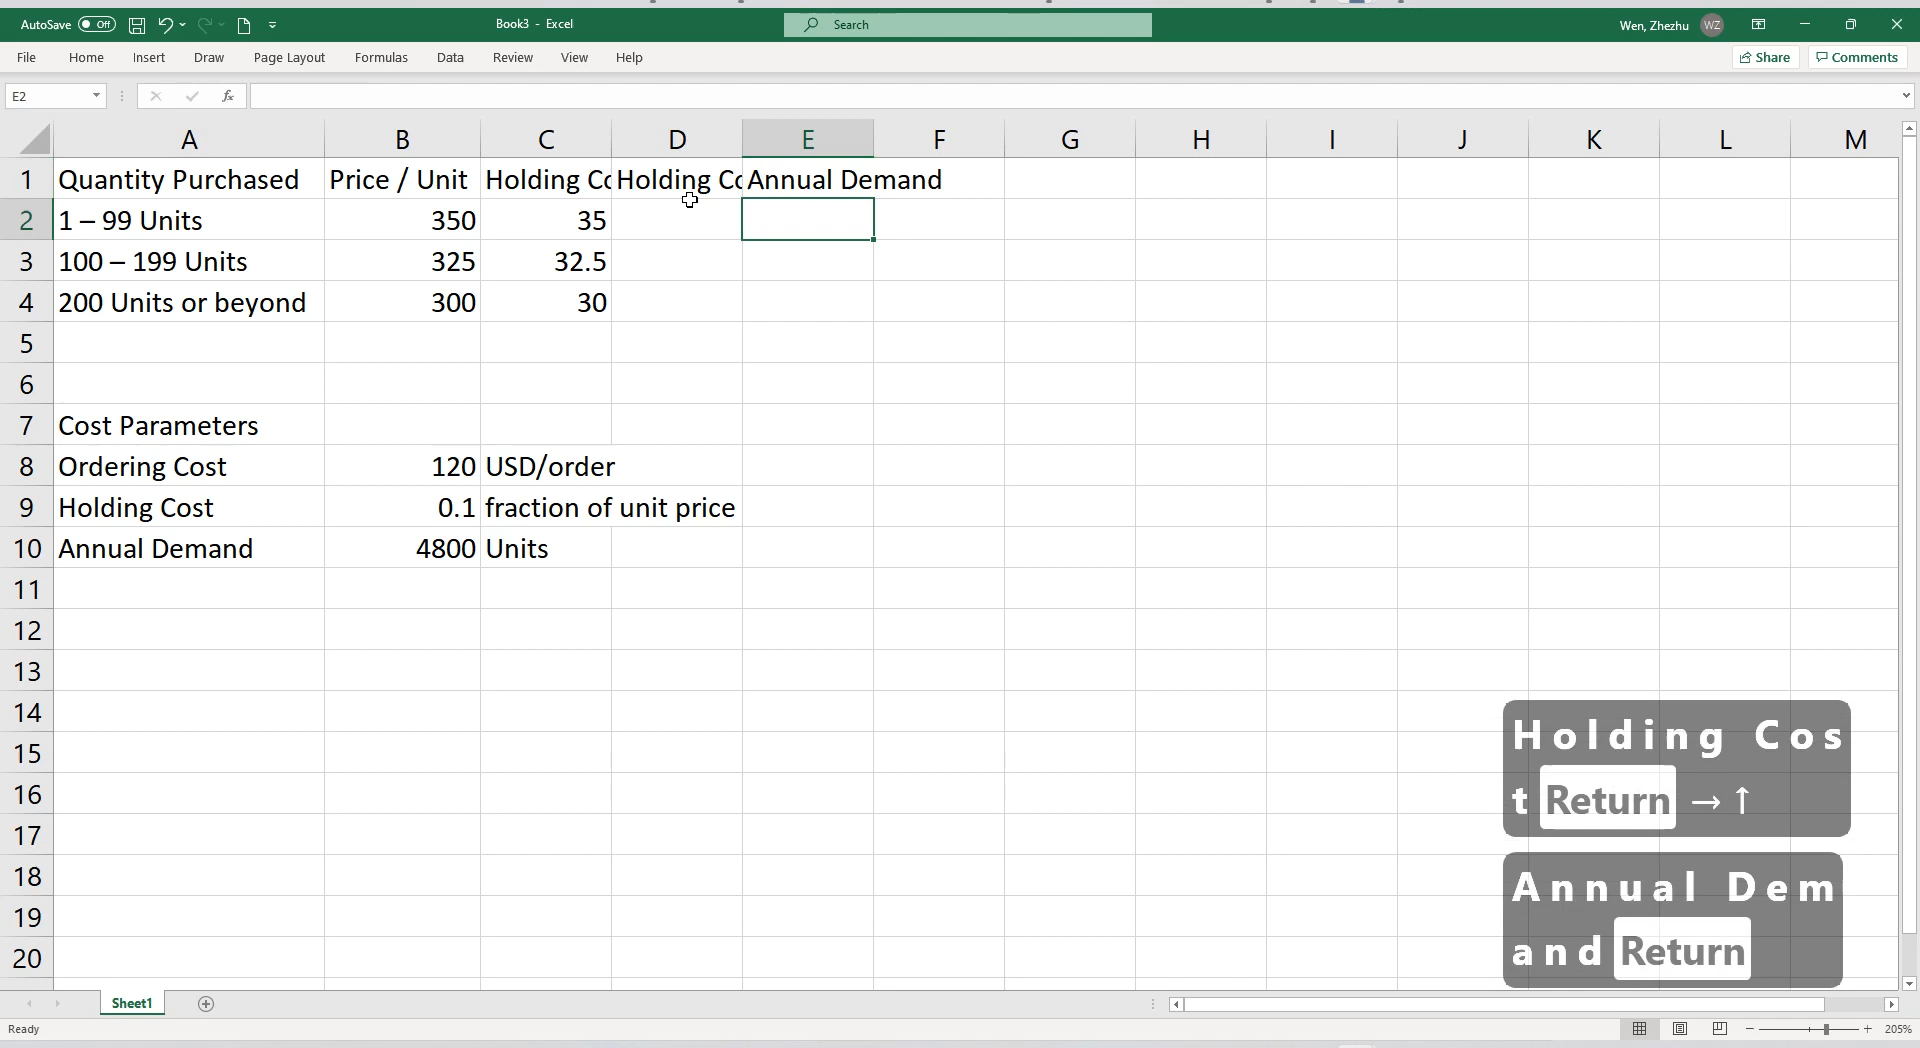 AutoSave Off Book3 - Excel Search Wen, Zhezhu WZ
File Home Insert Draw Page Layout Formulas Data Review View Help Share Comments
E2 fx
A B C D E F G H I J K L M
1 Quantity Purchased Price / Unit Holding Co Holding Co Annual Demand
2 1 – 99 Units 350 35
3 100 – 199 Units 325 32.5
4 200 Units or beyond 300 30
5
6
7 Cost Parameters
8 Ordering Cost 120 USD/order
9 Holding Cost 0.1 fraction of unit price
10 Annual Demand 4800 Units
11
12
13
14
15
16
17
18
19
20
Holding Cos
t Return → ↑
Annual Dem
and Return
Sheet1
Ready 205%